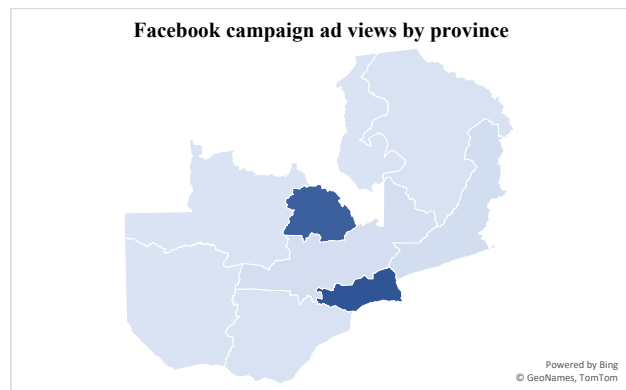 Facebook campaign ad views by province
Powered by Bing
© GeoNames, TomTom